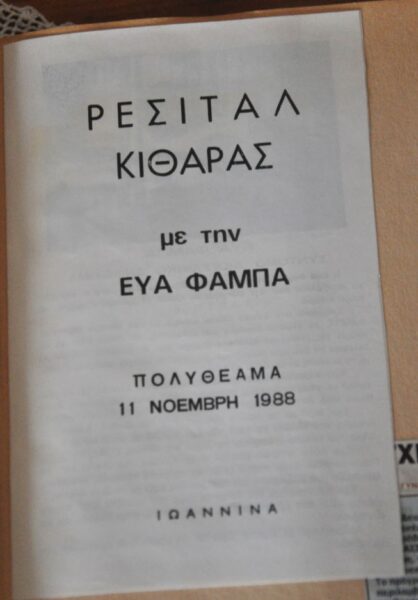 ΡΕΣΙΤΑΛ
ΚΙΘΑΡΑΣ
με την
ΕΥΑ ΦΑΜΠΑ
ΠΟΛΥΘΕΑΜΑ
11 ΝΟΕΜΒΡΗ 1988
ΙΩΑΝΝΙΝΑ